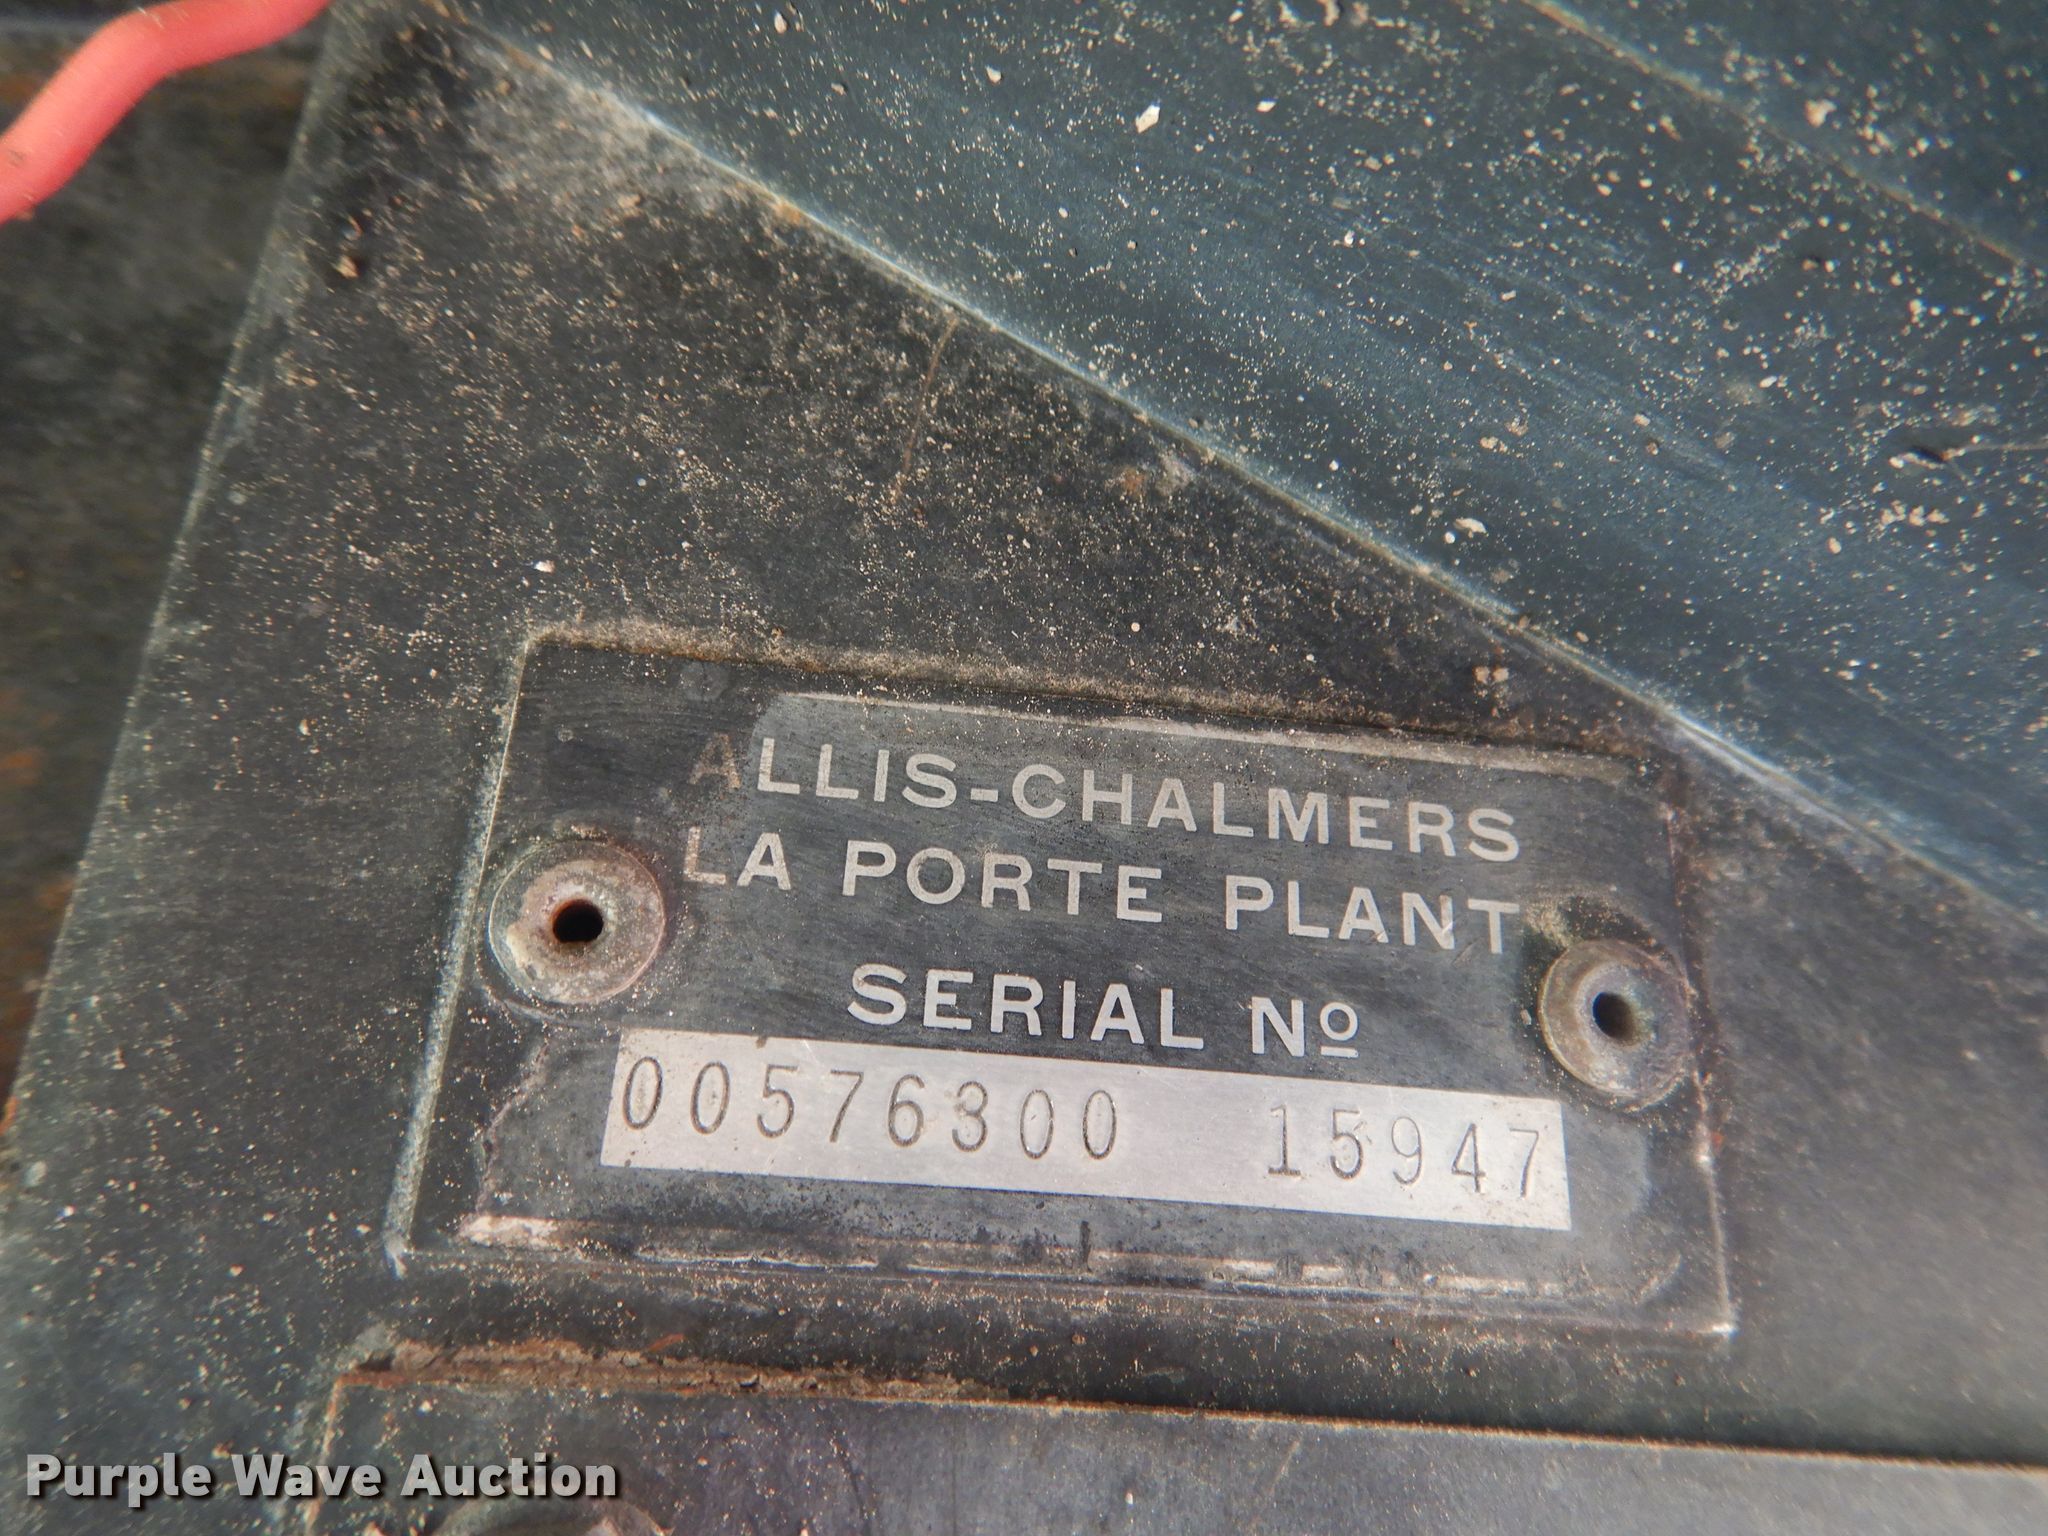 ALLIS-CHALMERS
LA PORTE PLANT
SERIAL Nº
00576300 15947
Purple Wave Auction